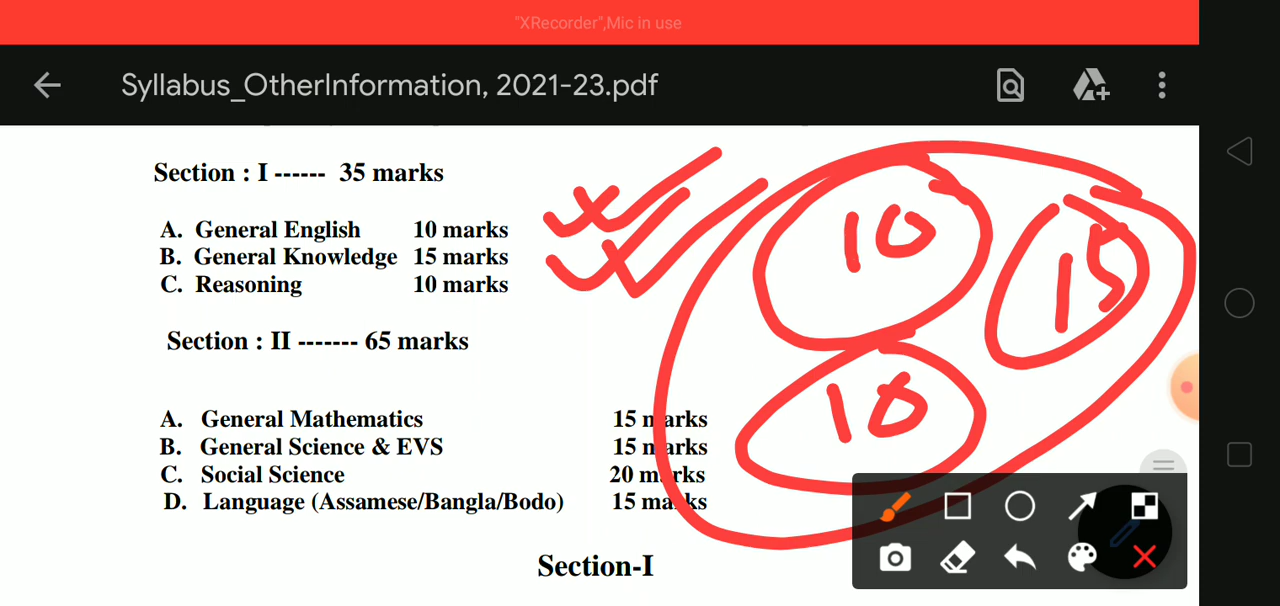 "XRecorder",Mic in use
Syllabus_OtherInformation, 2021-23.pdf
Section : I ------ 35 marks
A. General English 10 marks
B. General Knowledge 15 marks
C. Reasoning 10 marks
10
15
10
Section : II ------- 65 marks
A. General Mathematics 15 marks
B. General Science & EVS 15 marks
C. Social Science 20 marks
D. Language (Assamese/Bangla/Bodo) 15 marks
Section-I